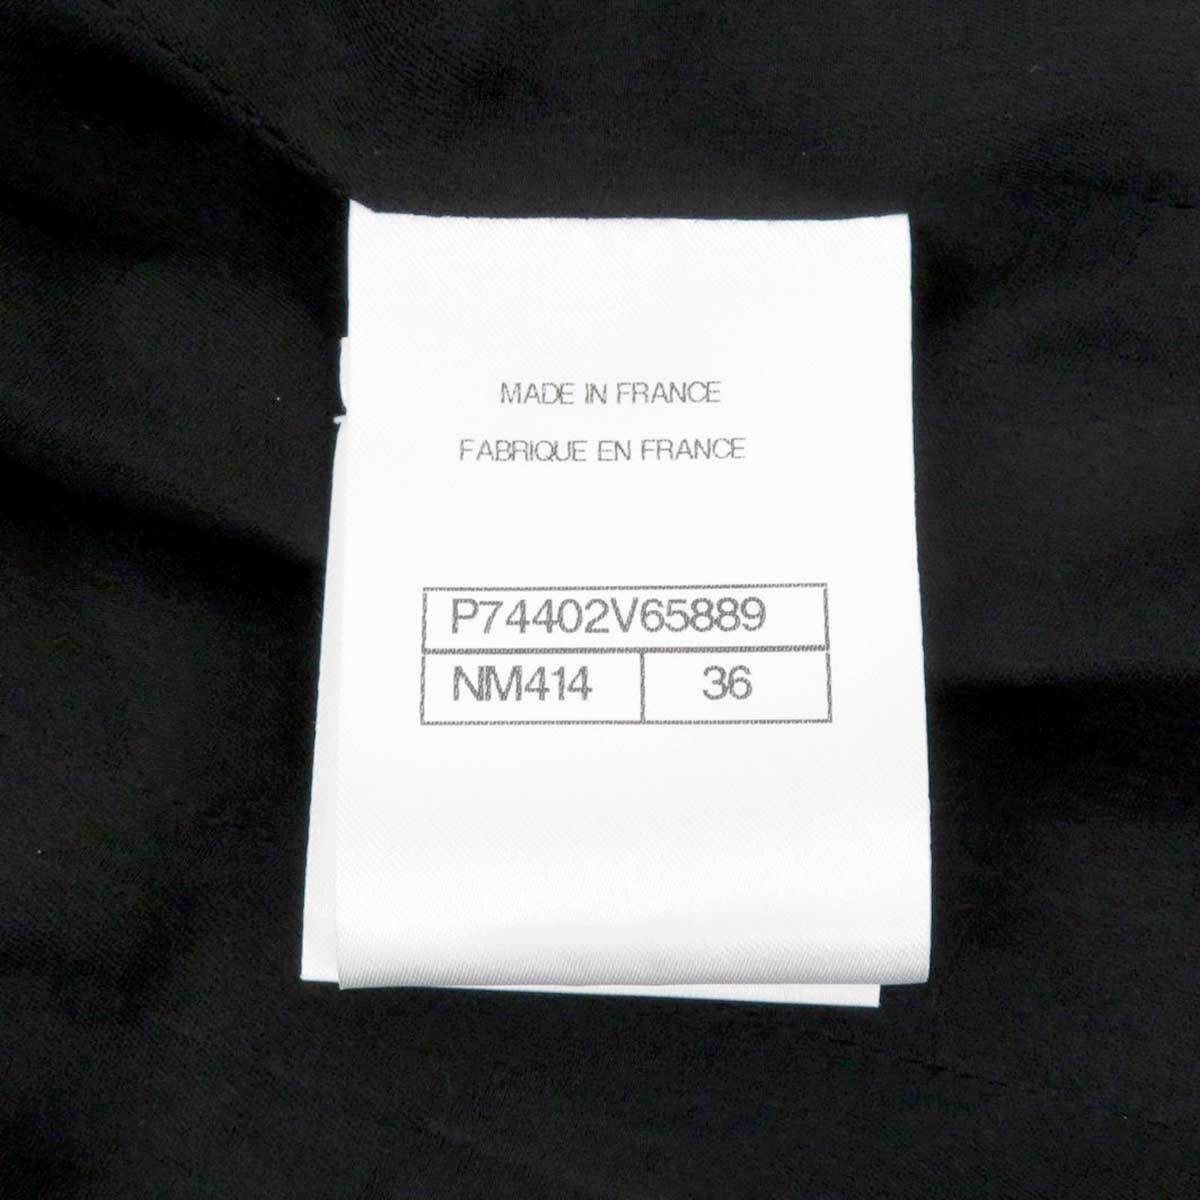 MADE IN FRANCE
FABRIQUE EN FRANCE
P74402V65889
NM414 36